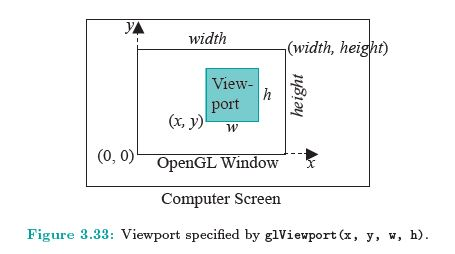 y
width
(width, height)
View-
port
h
height
(x, y)
w
(0, 0)
OpenGL Window
x
Computer Screen
Figure 3.33: Viewport specified by glViewport(x, y, w, h).